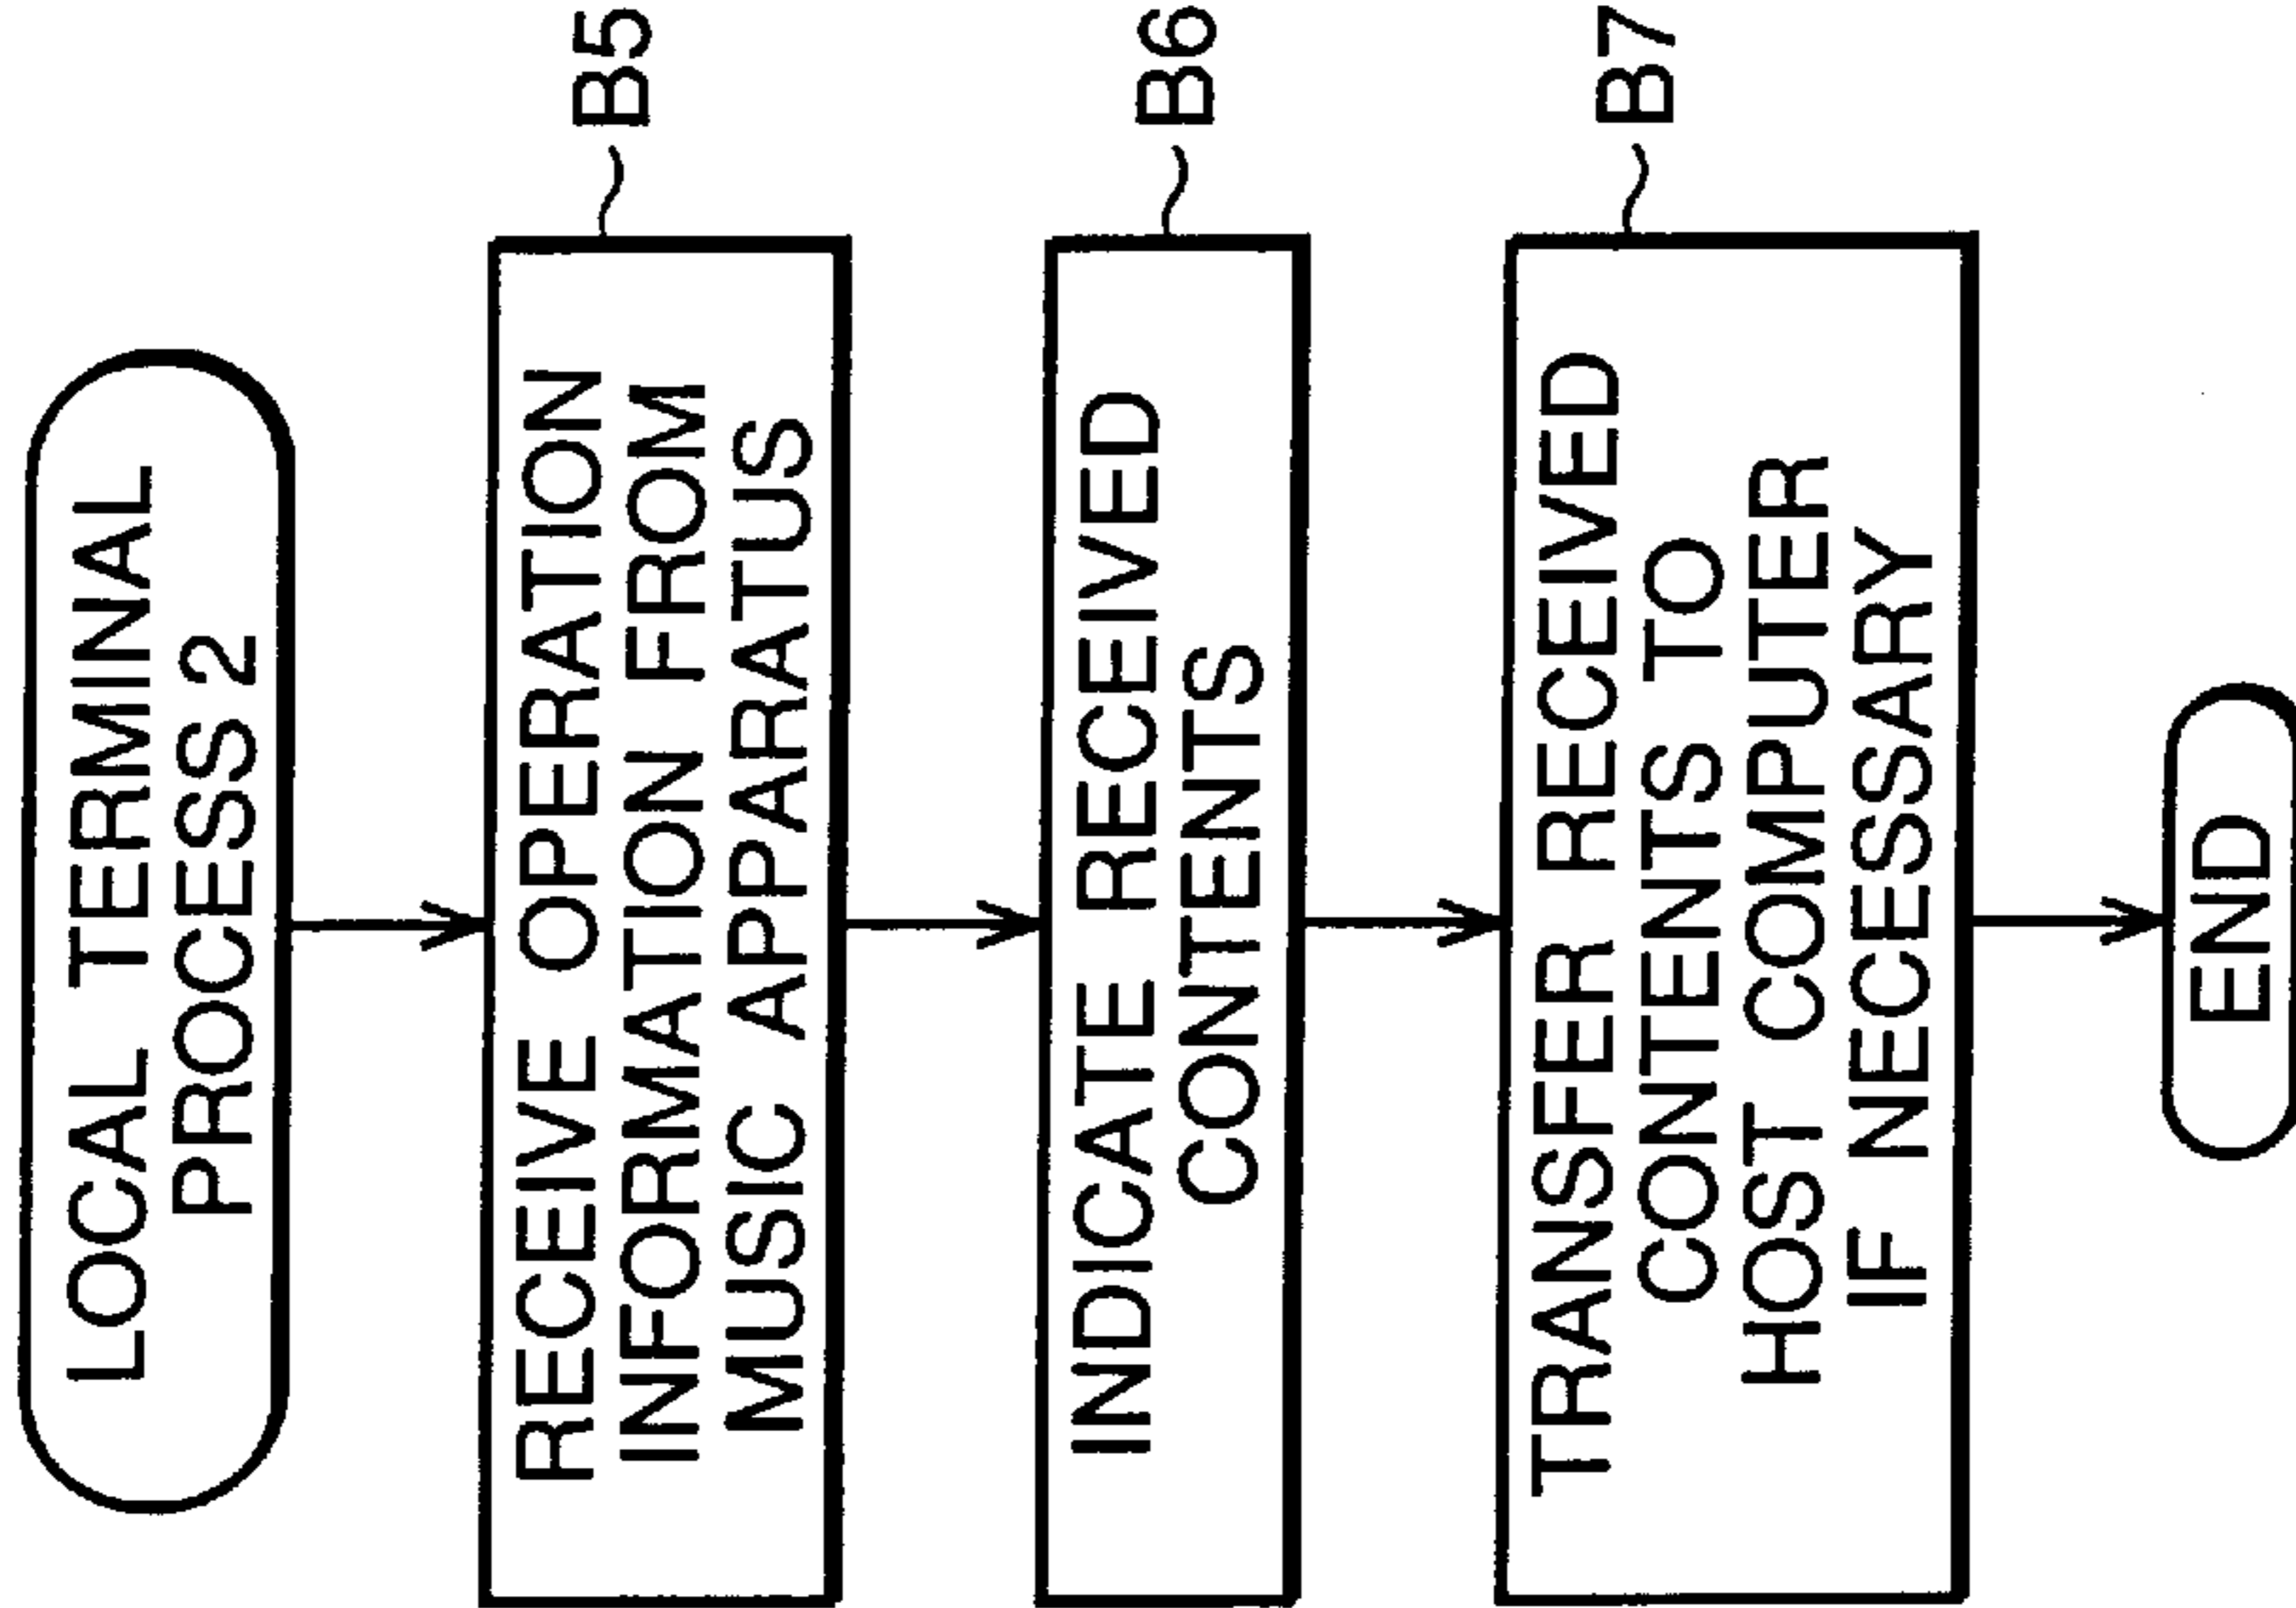 LOCAL TERMINAL
PROCESS 2
RECEIVE OPERATION
INFORMATION FROM
MUSIC APPARATUS
B5
INDICATE RECEIVED
CONTENTS
B6
TRANSFER RECEIVED
CONTENTS TO
HOST COMPUTER
IF NECESSARY
B7
END